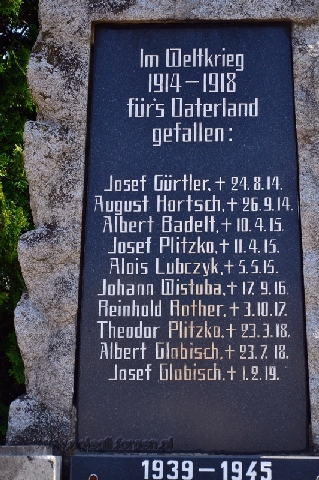 Im Weltkrieg
1914–1918
für's Vaterland
gefallen:
Josef Gürtler, † 24.8.14.
August Hortsch, † 26.9.14.
Albert Badelt, † 10.4.15.
Josef Plitzko, † 11.4.15.
Alois Lubczyk, † 5.5.15.
Johann Wistuba, † 17.9.16.
Reinhold Rother, † 3.10.17.
Theodor Plitzko, † 23.3.18.
Albert Globisch, † 23.7.18.
Josef Globisch, † 1.2.19.
1939–1945